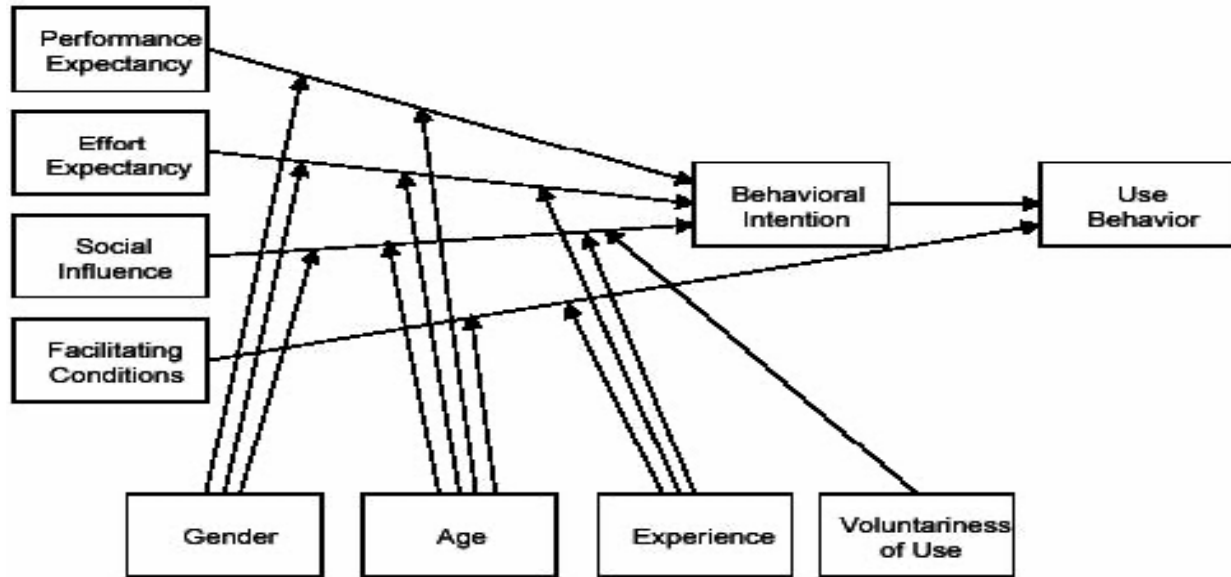 Performance
Expectancy
Effort
Expectancy
Social
Influence
Facilitating
Conditions
Behavioral
Intention
Use
Behavior
Gender
Age
Experience
Voluntariness
of Use